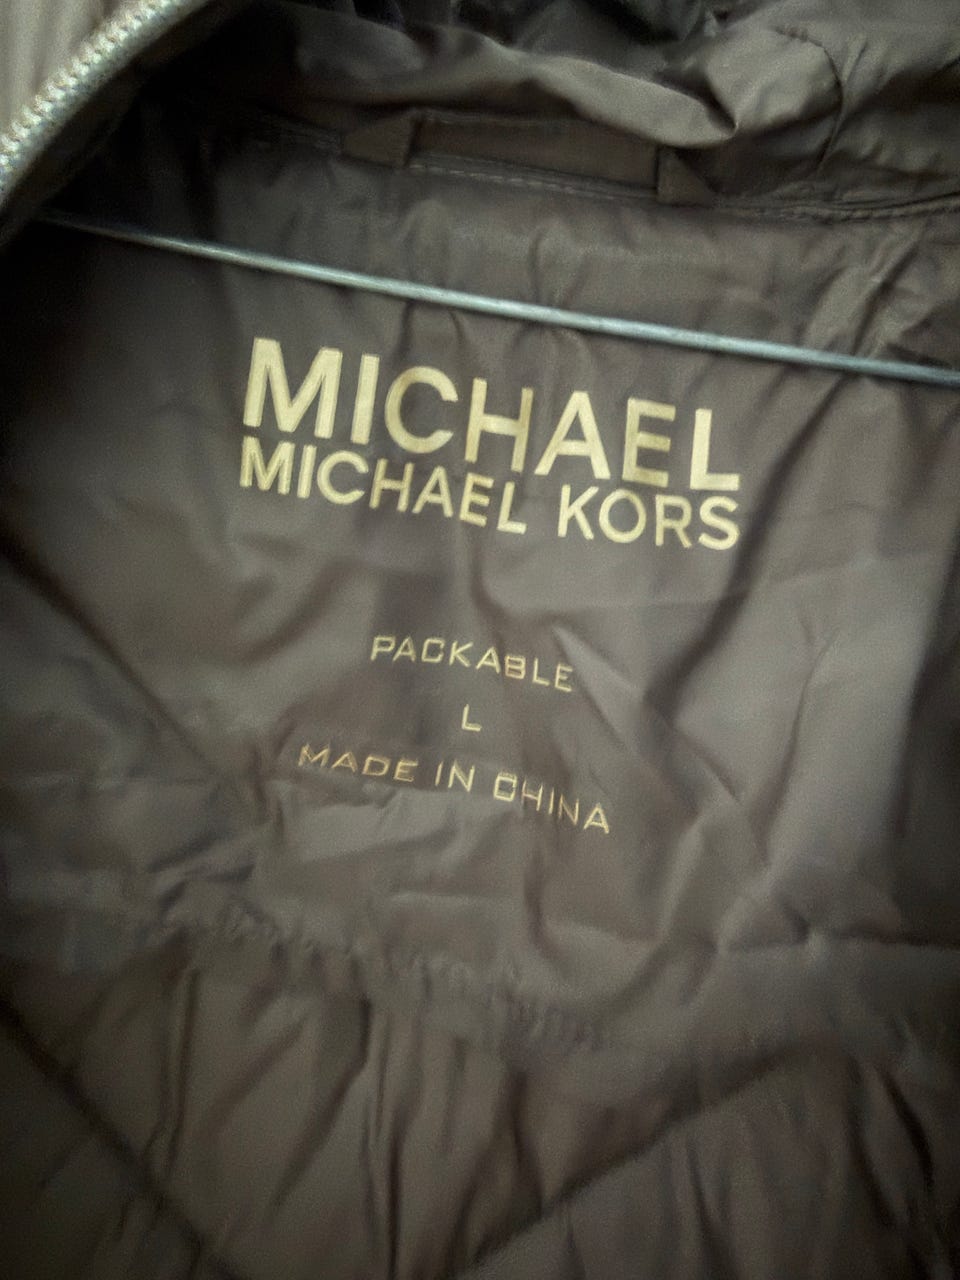 MICHAEL
MICHAEL KORS
PACKABLE
L
MADE IN CHINA